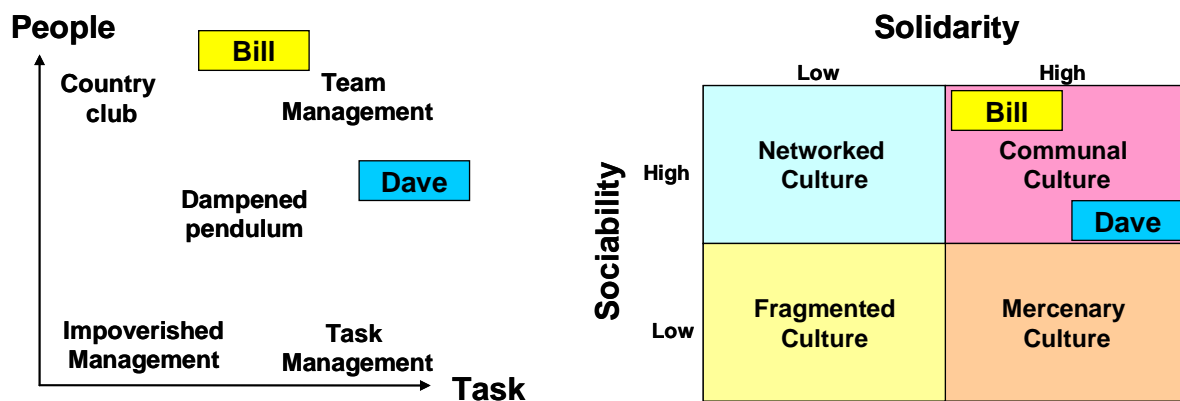 People
Bill
Country
club
Team
Management
Dave
Dampened
pendulum
Impoverished
Management
Task
Management
Task
Solidarity
Low
High
Sociability
High
Low
Networked
Culture
Bill
Communal
Culture
Dave
Fragmented
Culture
Mercenary
Culture